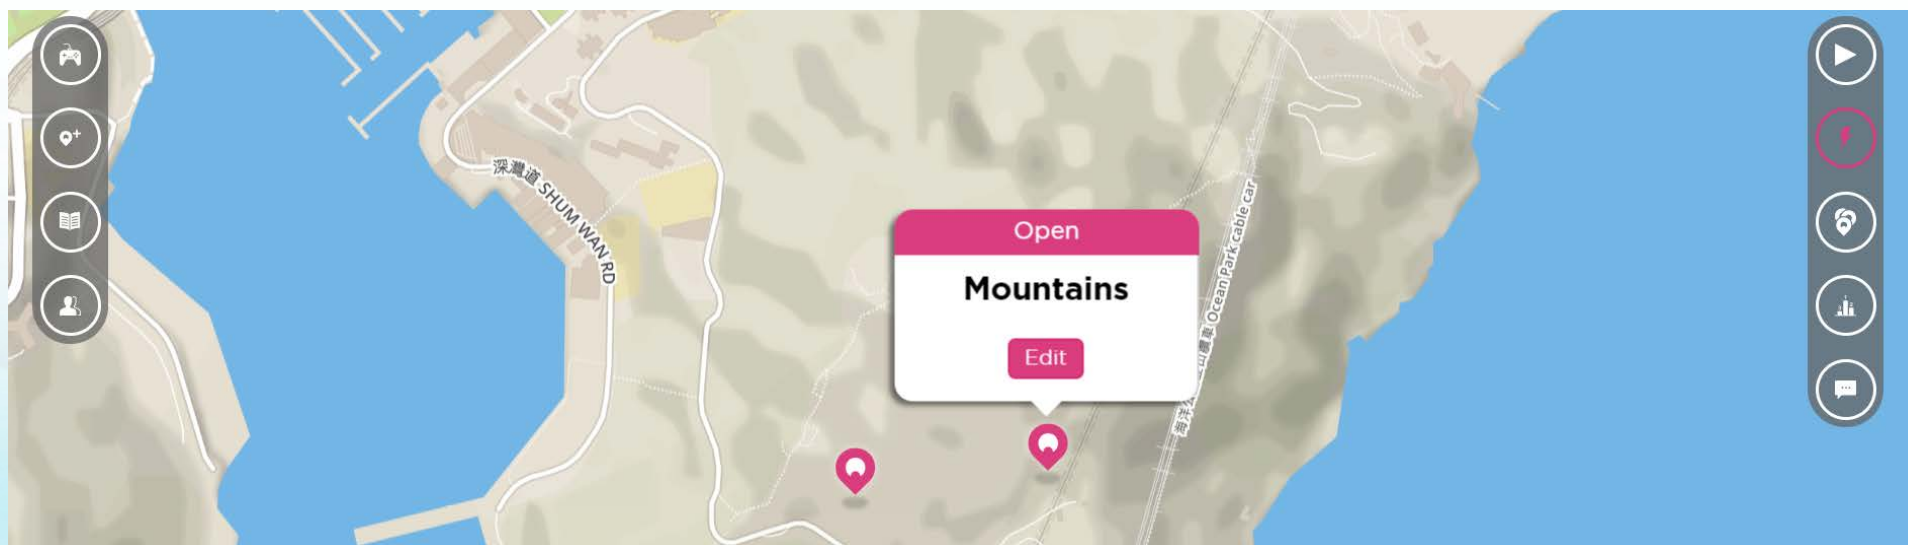 深灣道 SHUM WAN RD
Open
Mountains
Edit
Ocean Park cable car